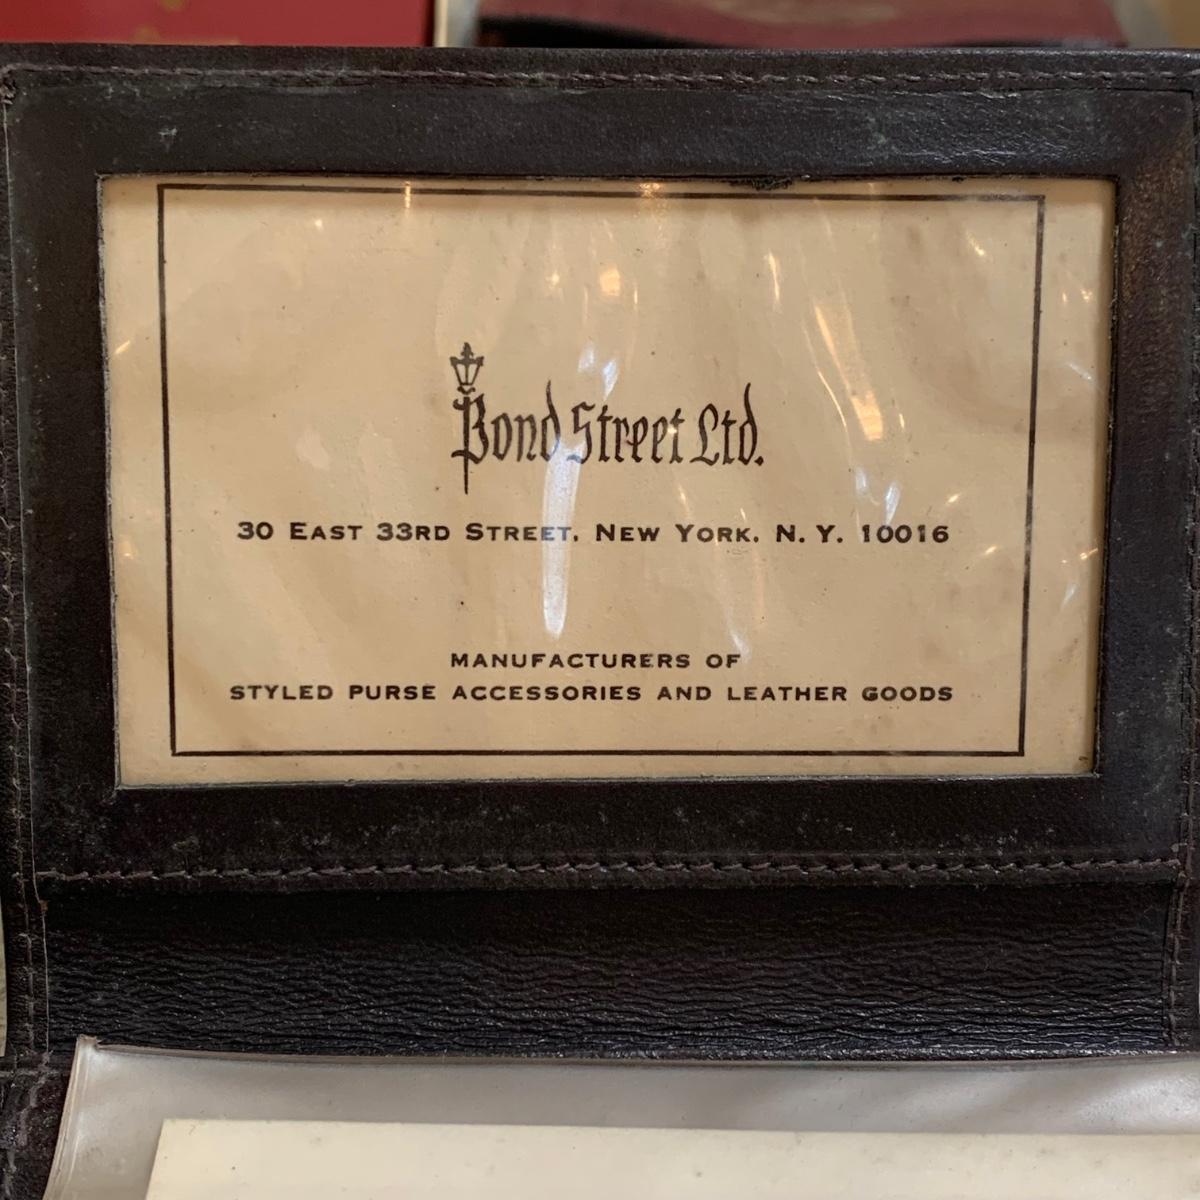 Bond Street Ltd.
30 EAST 33RD STREET, NEW YORK, N. Y. 10016
MANUFACTURERS OF
STYLED PURSE ACCESSORIES AND LEATHER GOODS